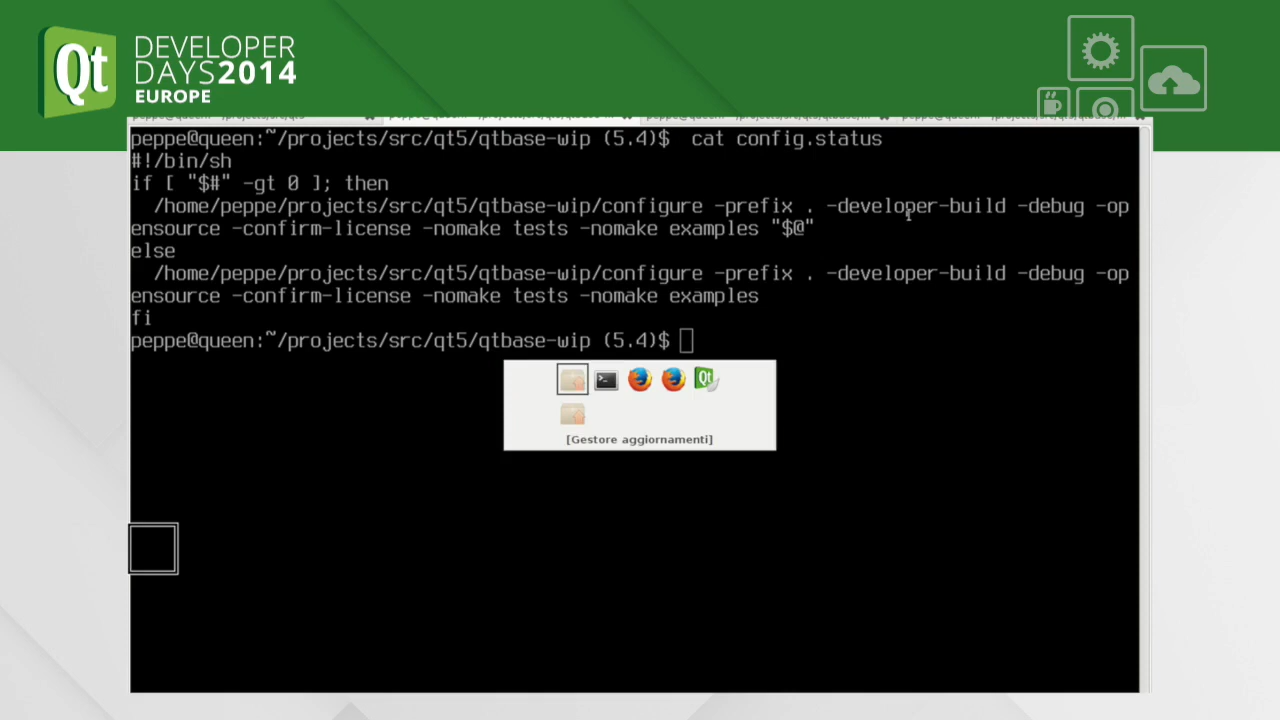 Qt
DEVELOPER
DAYS2014
EUROPE
peppe@queen:~/projects/src/qt5/qtbase-wip (5.4)$  cat config.status
#!/bin/sh
if [ "$#" -gt 0 ]; then
  /home/peppe/projects/src/qt5/qtbase-wip/configure -prefix . -developer-build -debug -op
ensource -confirm-license -nomake tests -nomake examples "$@"
else
  /home/peppe/projects/src/qt5/qtbase-wip/configure -prefix . -developer-build -debug -op
ensource -confirm-license -nomake tests -nomake examples
fi
peppe@queen:~/projects/src/qt5/qtbase-wip (5.4)$
Qt
[Gestore aggiornamenti]